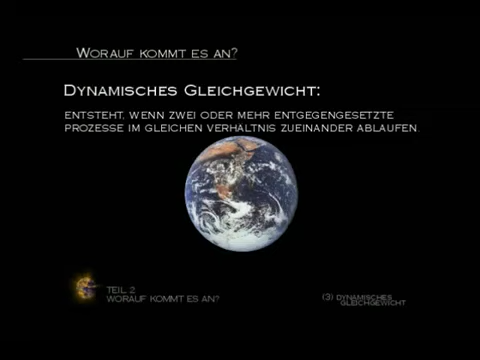 WORAUF KOMMT ES AN?
DYNAMISCHES GLEICHGEWICHT:
ENTSTEHT, WENN ZWEI ODER MEHR ENTGEGENGESETZTE
PROZESSE IM GLEICHEN VERHÄLTNIS ZUEINANDER ABLAUFEN.
TEIL 2
WORAUF KOMMT ES AN?
(3) DYNAMISCHES
GLEICHGEWICHT